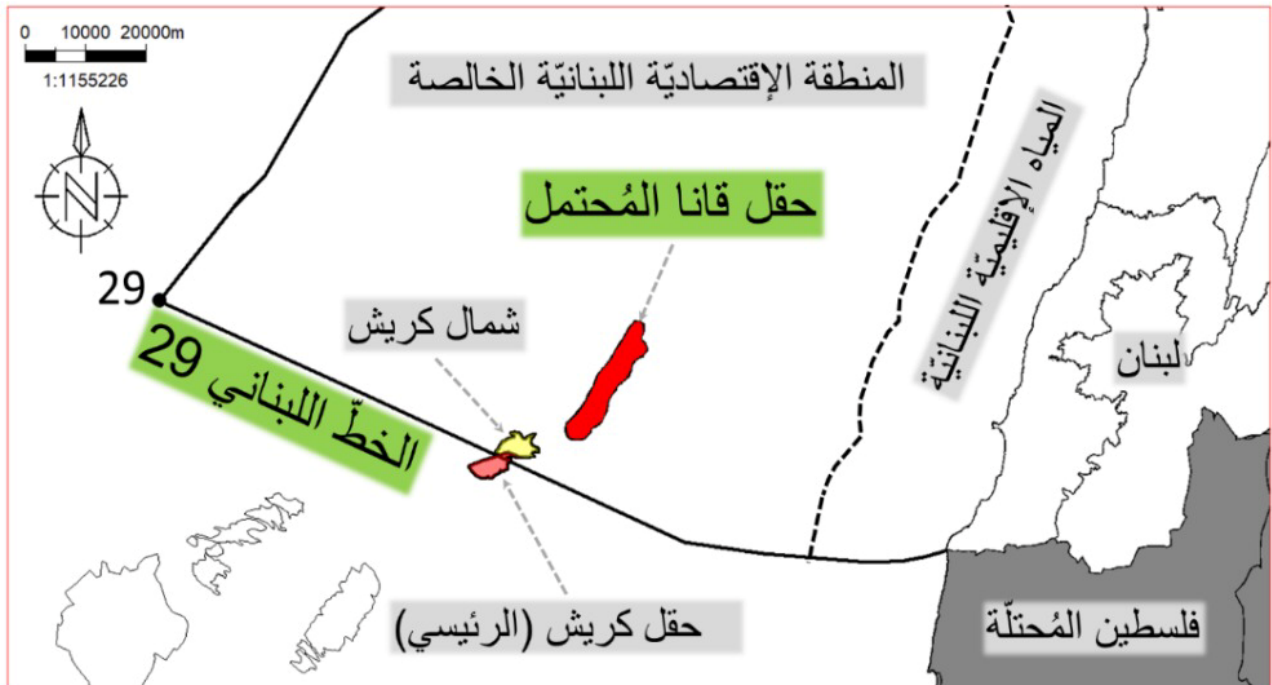 0 10000 20000m
1:1155226
N
المنطقة الإقتصاديّة اللبنانيّة الخالصة
المياه الإقليميّة اللبنانيّة
حقل قانا المُحتمل
29
شمال كريش
الخطّ اللبناني 29
لبنان
حقل كريش (الرئيسي)
فلسطين المُحتلّة